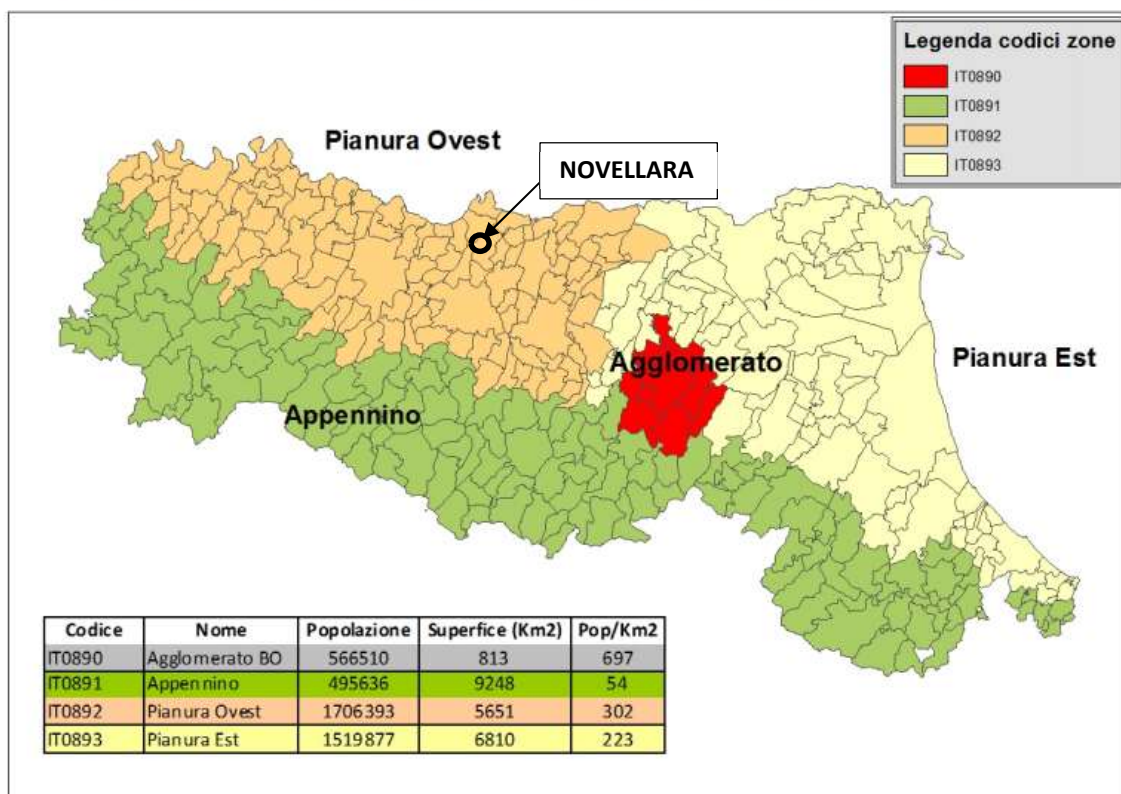 Legenda codici zone
IT0890
IT0891
IT0892
IT0893
Pianura Ovest
NOVELLARA
Agglomerato
Pianura Est
Appennino
Codice Nome Popolazione Superfice (Km2) Pop/Km2
IT0890 Agglomerato BO 566510 813 697
IT0891 Appennino 495636 9248 54
IT0892 Pianura Ovest 1706393 5651 302
IT0893 Pianura Est 1519877 6810 223